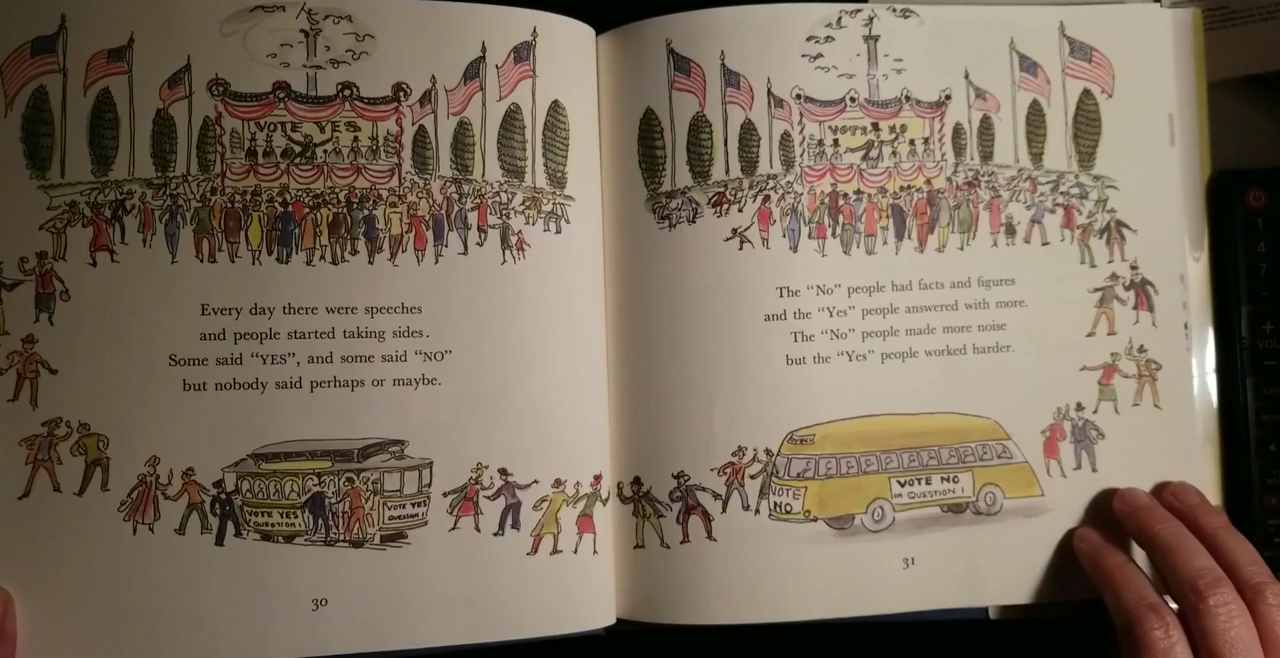 VOTE YES
Every day there were speeches
and people started taking sides.
Some said “YES”, and some said “NO”
but nobody said perhaps or maybe.
VOTE YES
QUESTION 1
VOTE YES
QUESTION 1
30
VOTE NO
The “No” people had facts and figures
and the “Yes” people answered with more.
The “No” people made more noise
but the “Yes” people worked harder.
VOTE
NO
VOTE NO
ON QUESTION 1
31